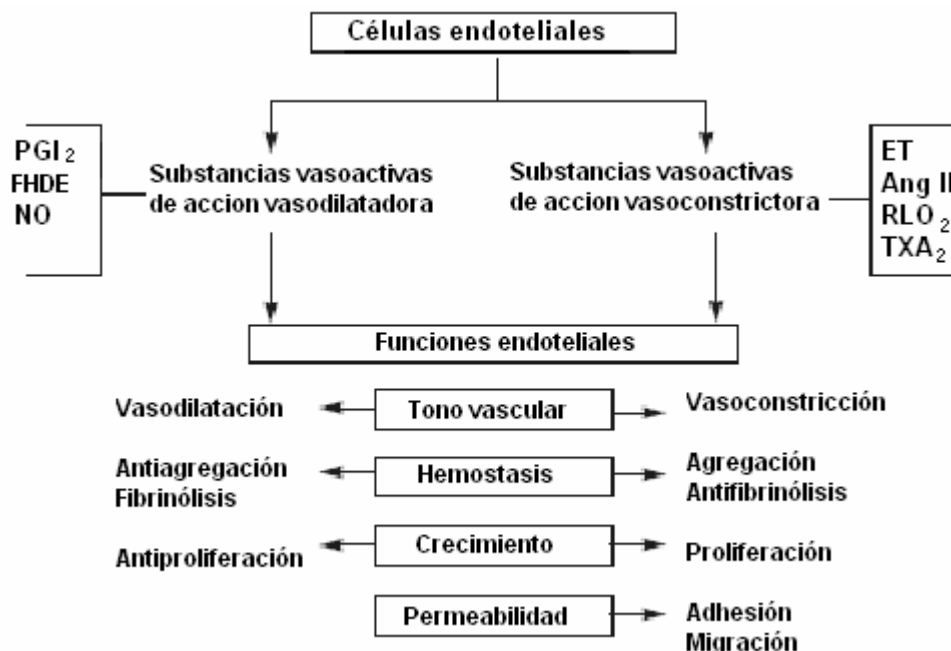 Células endoteliales
PGI₂
FHDE
NO
Substancias vasoactivas
de accion vasodilatadora
Substancias vasoactivas
de accion vasoconstrictora
ET
Ang II
RLO₂
TXA₂
Funciones endoteliales
Vasodilatación
Tono vascular
Vasoconstricción
Antiagregación
Fibrinólisis
Hemostasis
Agregación
Antifibrinólisis
Antiproliferación
Crecimiento
Proliferación
Permeabilidad
Adhesión
Migración